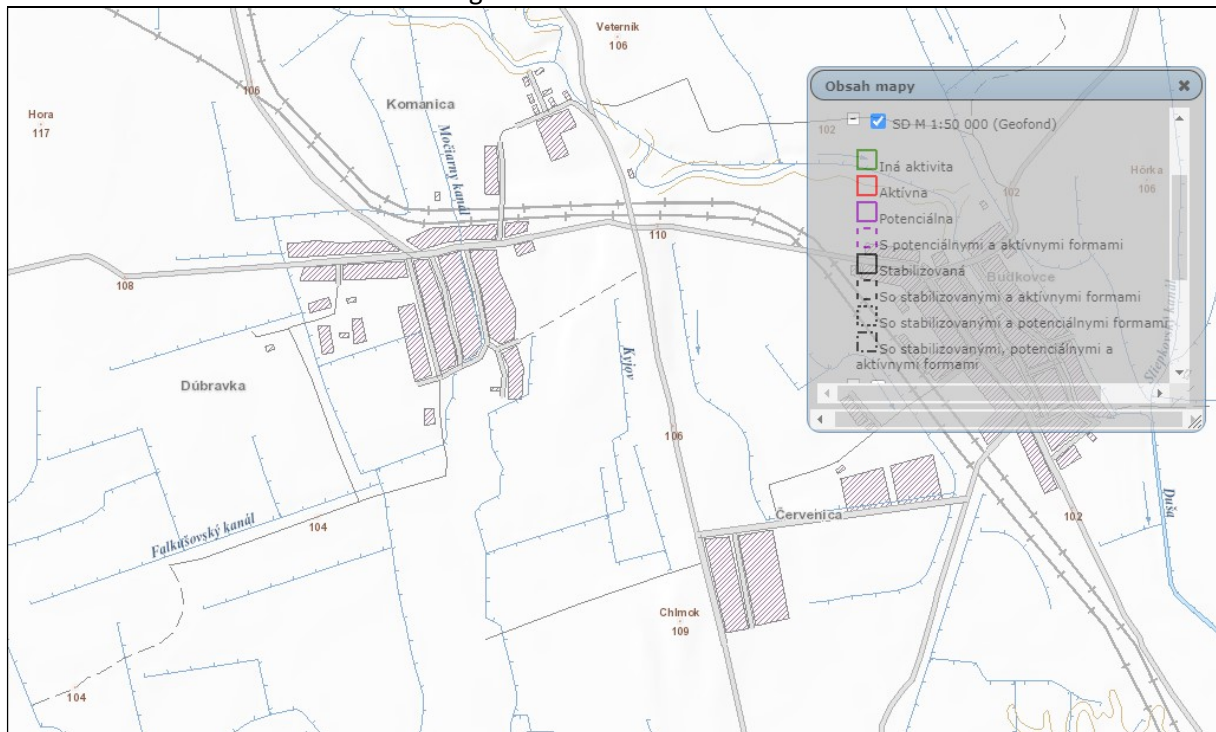 Veterník
106
Hora
117
106
Komanica
Močiarny kanál
108
110
Dúbravka
Kyjov
106
Falkušovský kanál
104
104
Chlmok
109
Červenica
102
Duša
Obsah mapy
SD M 1:50 000 (Geofond)
Iná aktivita
Aktívna
Potenciálna
S potenciálnymi a aktívnymi formami
Stabilizovaná
So stabilizovanými a aktívnymi formami
So stabilizovanými a potenciálnymi formami
So stabilizovanými, potenciálnymi a
aktívnymi formami
102
Hôrka
106
102
Budkovce
Sliepkovský kanál